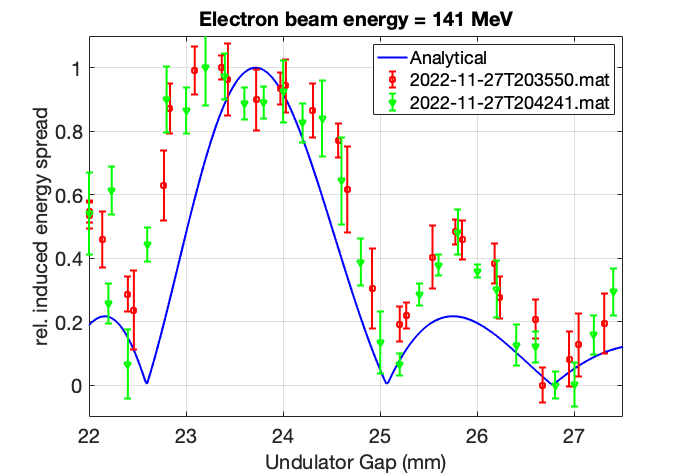 Electron beam energy = 141 MeV
rel. induced energy spread
1
0.8
0.6
0.4
0.2
0
Analytical
2022-11-27T203550.mat
2022-11-27T204241.mat
22 23 24 25 26 27
Undulator Gap (mm)